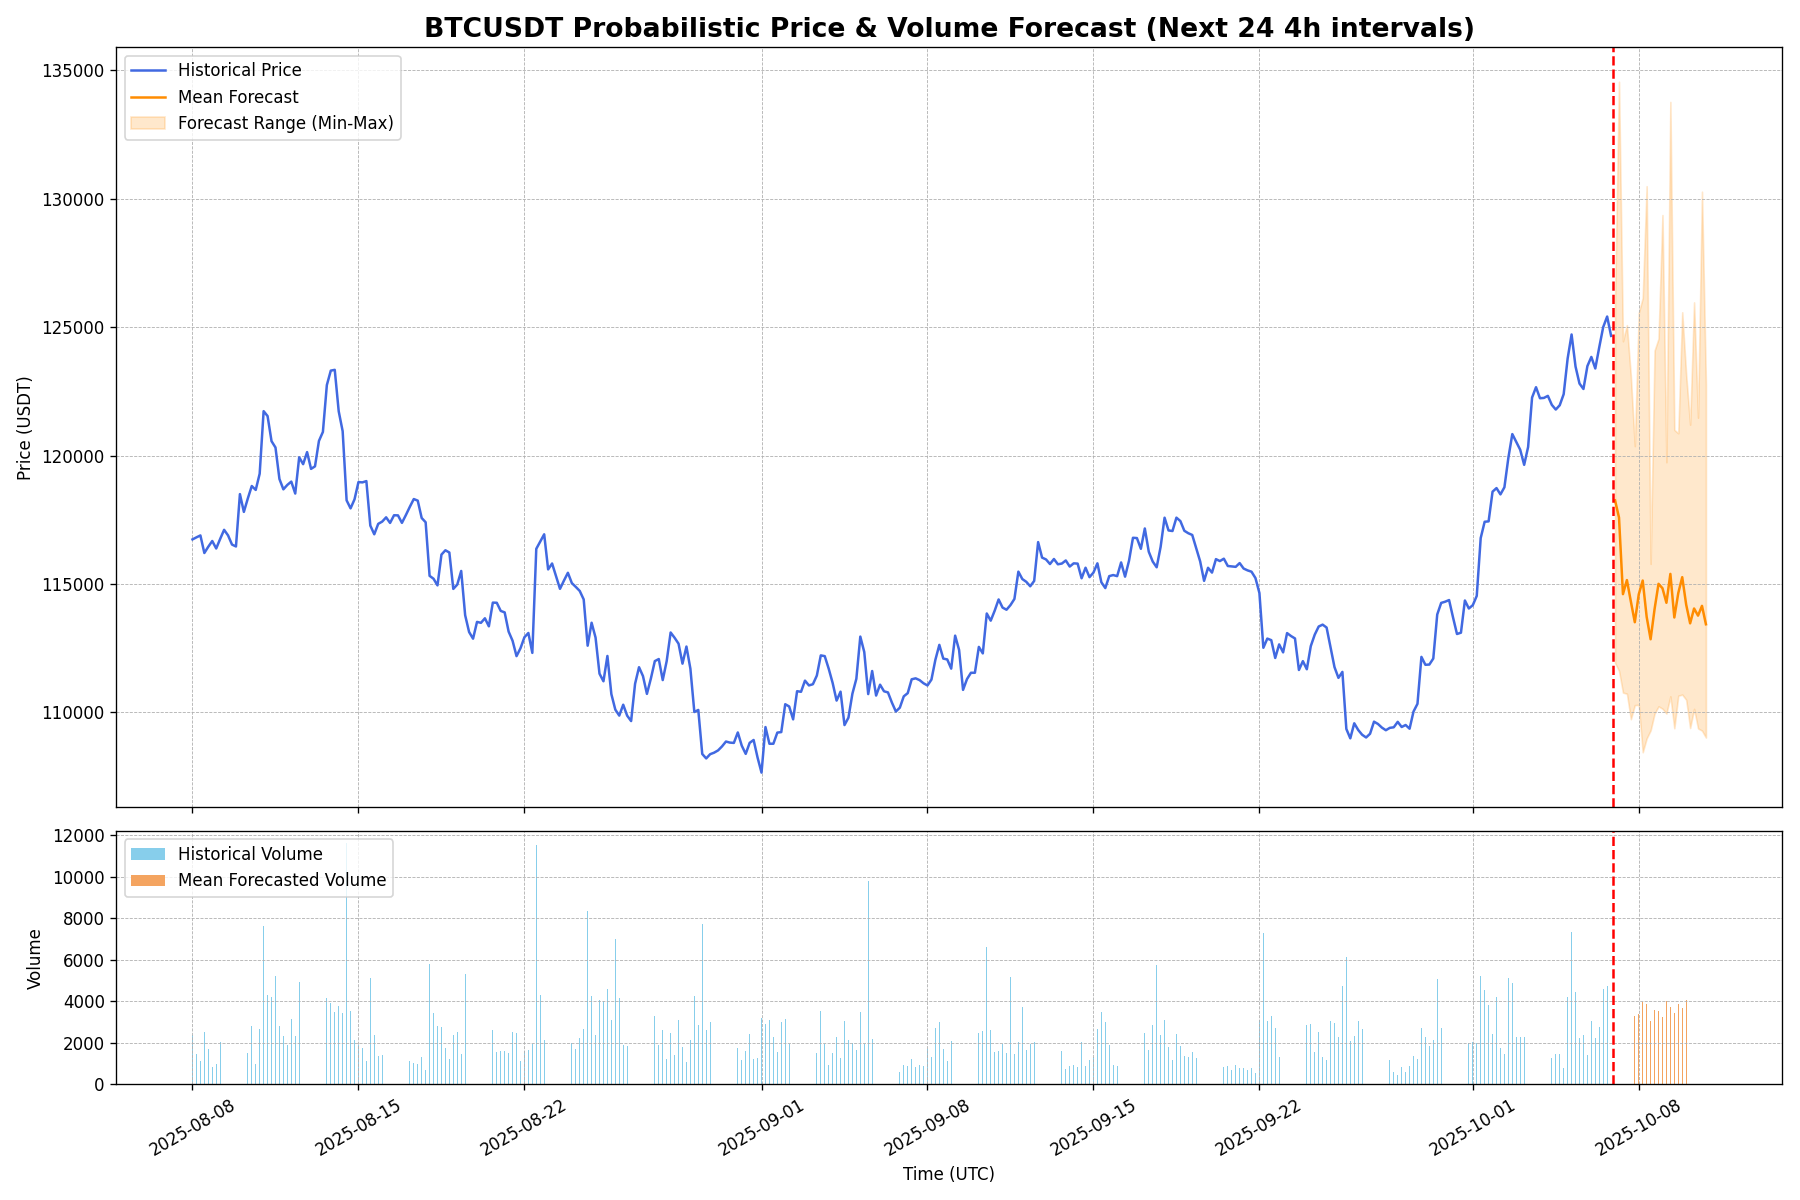 BTCUSDT Probabilistic Price & Volume Forecast (Next 24 4h intervals)
Historical Price
Mean Forecast
Forecast Range (Min-Max)
Price (USDT)
135000
130000
125000
120000
115000
110000
Historical Volume
Mean Forecasted Volume
Volume
12000
10000
8000
6000
4000
2000
0
2025-08-08
2025-08-15
2025-08-22
2025-09-01
2025-09-08
2025-09-15
2025-09-22
2025-10-01
2025-10-08
Time (UTC)